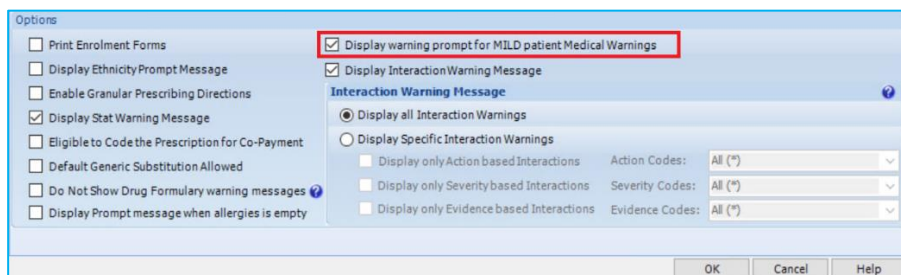 Options
Print Enrolment Forms
Display Ethnicity Prompt Message
Enable Granular Prescribing Directions
Display Stat Warning Message
Eligible to Code the Prescription for Co-Payment
Default Generic Substitution Allowed
Do Not Show Drug Formulary warning messages ?
Display Prompt message when allergies is empty
Display warning prompt for MILD patient Medical Warnings
Display Interaction Warning Message
Interaction Warning Message ?
Display all Interaction Warnings
Display Specific Interaction Warnings
Display only Action based Interactions Action Codes: All (*)
Display only Severity based Interactions Severity Codes: All (*)
Display only Evidence based Interactions Evidence Codes: All (*)
OK Cancel Help